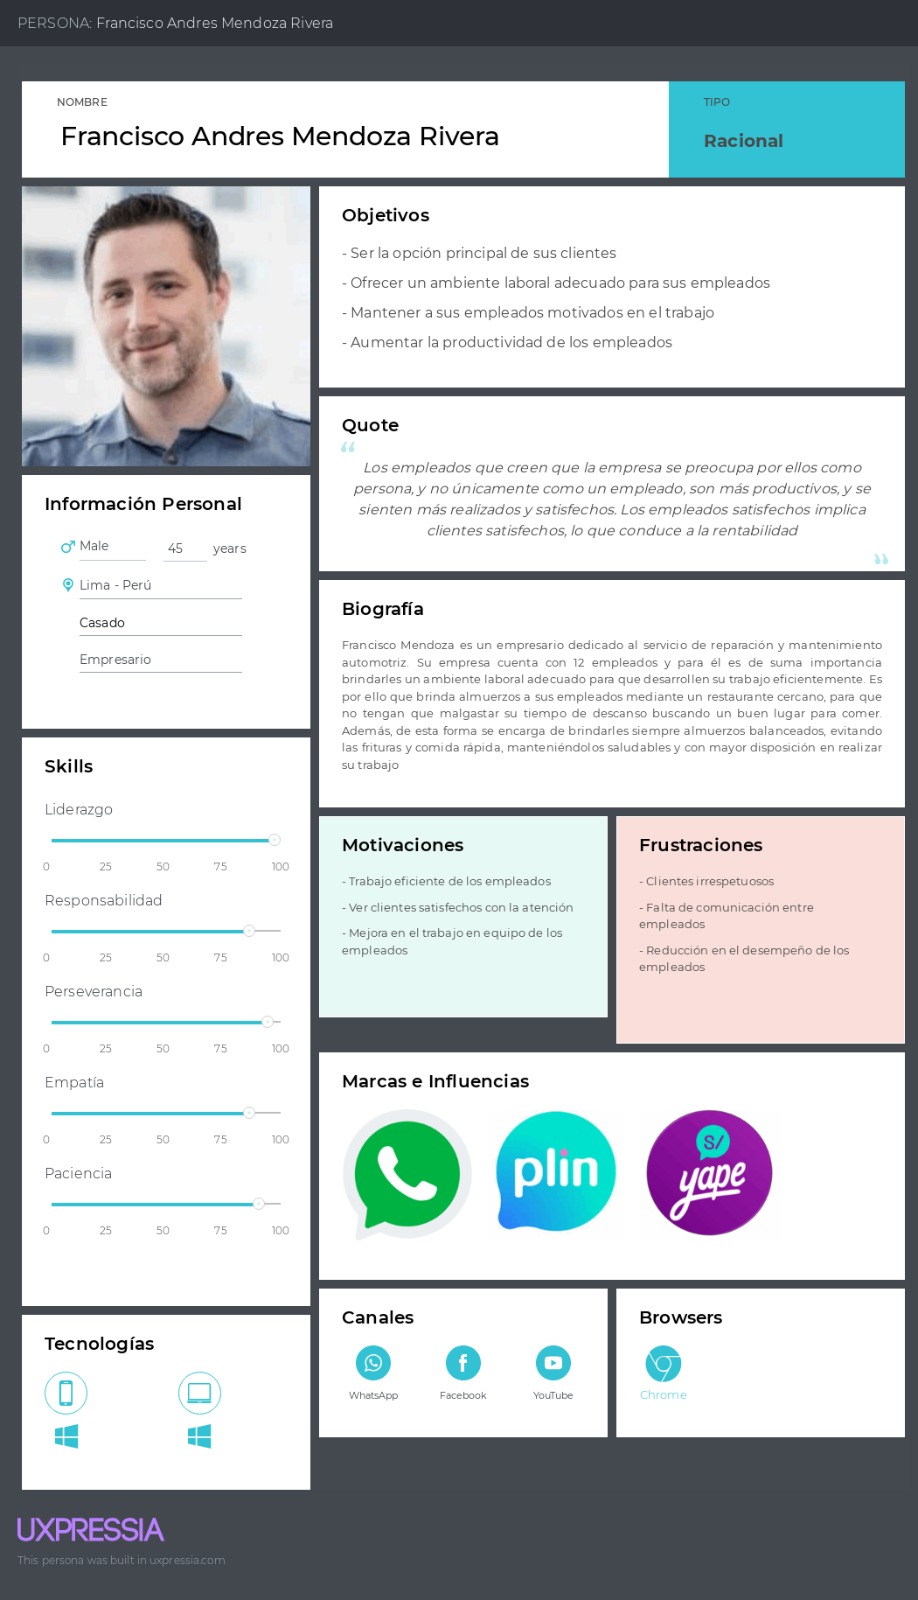 PERSONA: Francisco Andres Mendoza Rivera
NOMBRE
Francisco Andres Mendoza Rivera
TIPO
Racional
Objetivos
- Ser la opción principal de sus clientes
- Ofrecer un ambiente laboral adecuado para sus empleados
- Mantener a sus empleados motivados en el trabajo
- Aumentar la productividad de los empleados
Quote
“
Los empleados que creen que la empresa se preocupa por ellos como
persona, y no únicamente como un empleado, son más productivos, y se
sienten más realizados y satisfechos. Los empleados satisfechos implica
clientes satisfechos, lo que conduce a la rentabilidad
”
Información Personal
Male 45 years
Lima - Perú
Casado
Empresario
Biografía
Francisco Mendoza es un empresario dedicado al servicio de reparación y mantenimiento
automotriz. Su empresa cuenta con 12 empleados y para él es de suma importancia
brindarles un ambiente laboral adecuado para que desarrollen su trabajo eficientemente. Es
por ello que brinda almuerzos a sus empleados mediante un restaurante cercano, para que
no tengan que malgastar su tiempo de descanso buscando un buen lugar para comer.
Además, de esta forma se encarga de brindarles siempre almuerzos balanceados, evitando
las frituras y comida rápida, manteniéndolos saludables y con mayor disposición en realizar
su trabajo
Skills
Liderazgo
0 25 50 75 100
Responsabilidad
0 25 50 75 100
Perseverancia
0 25 50 75 100
Empatía
0 25 50 75 100
Paciencia
0 25 50 75 100
Motivaciones
- Trabajo eficiente de los empleados
- Ver clientes satisfechos con la atención
- Mejora en el trabajo en equipo de los
empleados
Frustraciones
- Clientes irrespetuosos
- Falta de comunicación entre
empleados
- Reducción en el desempeño de los
empleados
Marcas e Influencias
plin
S/
yape
Tecnologías
Canales
WhatsApp Facebook YouTube
Browsers
Chrome
UXPRESSIA
This persona was built in uxpressia.com